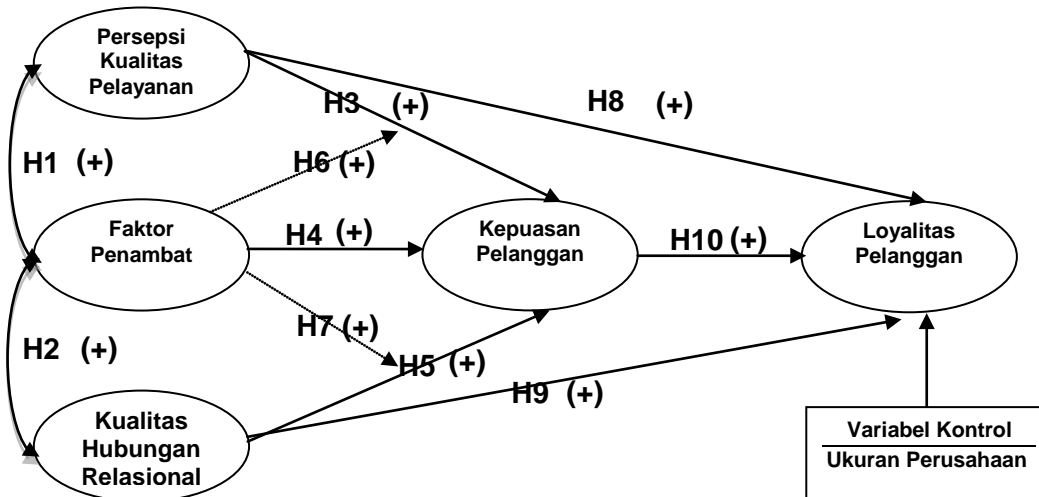 Persepsi
Kualitas
Pelayanan
H3 (+)
H8 (+)
H1 (+)
H6 (+)
Faktor
Penambat
H4 (+)
Kepuasan
Pelanggan
H10 (+)
Loyalitas
Pelanggan
H7 (+)
H2 (+)
H5 (+)
H9 (+)
Kualitas
Hubungan
Relasional
Variabel Kontrol
Ukuran Perusahaan